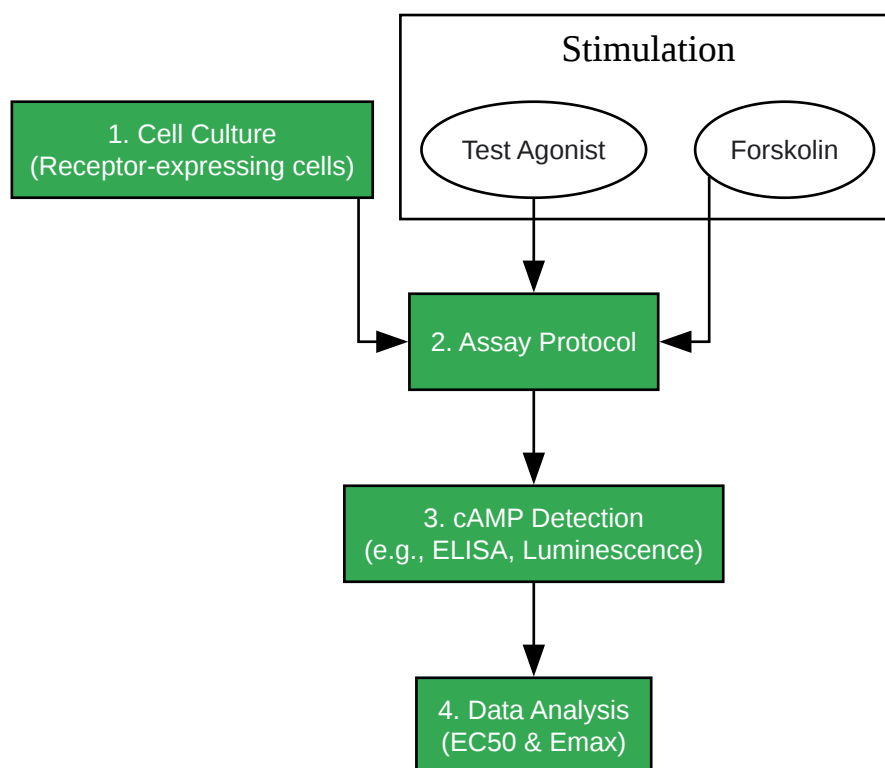 Stimulation
1. Cell Culture
(Receptor-expressing cells)
Test Agonist
Forskolin
2. Assay Protocol
3. cAMP Detection
(e.g., ELISA, Luminescence)
4. Data Analysis
(EC50 & Emax)